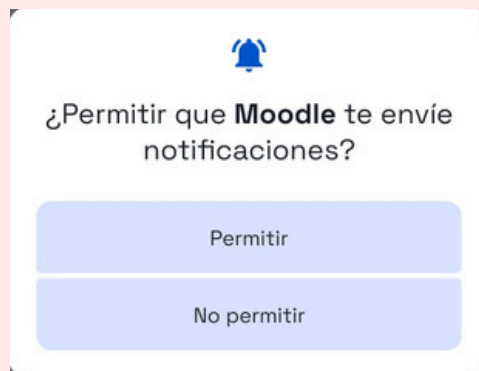 ¿Permitir que Moodle te envíe
notificaciones?
Permitir
No permitir